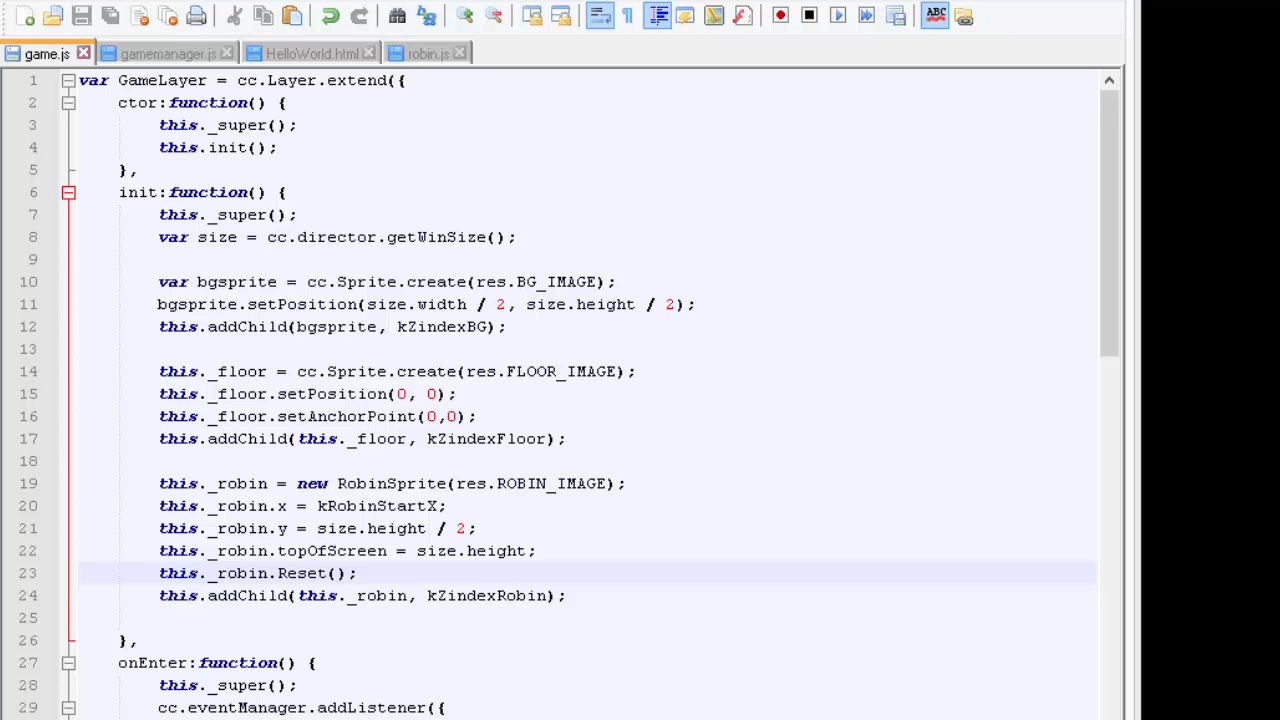 ABC
game.js gamemanager.js HelloWorld.html robin.js
1 var GameLayer = cc.Layer.extend({
2 ctor:function() {
3 this._super();
4 this.init();
5 },
6 init:function() {
7 this._super();
8 var size = cc.director.getWinSize();
9
10 var bgsprite = cc.Sprite.create(res.BG_IMAGE);
11 bgsprite.setPosition(size.width / 2, size.height / 2);
12 this.addChild(bgsprite, kZindexBG);
13
14 this._floor = cc.Sprite.create(res.FLOOR_IMAGE);
15 this._floor.setPosition(0, 0);
16 this._floor.setAnchorPoint(0,0);
17 this.addChild(this._floor, kZindexFloor);
18
19 this._robin = new RobinSprite(res.ROBIN_IMAGE);
20 this._robin.x = kRobinStartX;
21 this._robin.y = size.height / 2;
22 this._robin.topOfScreen = size.height;
23 this._robin.Reset();
24 this.addChild(this._robin, kZindexRobin);
25
26 },
27 onEnter:function() {
28 this._super();
29 cc.eventManager.addListener({